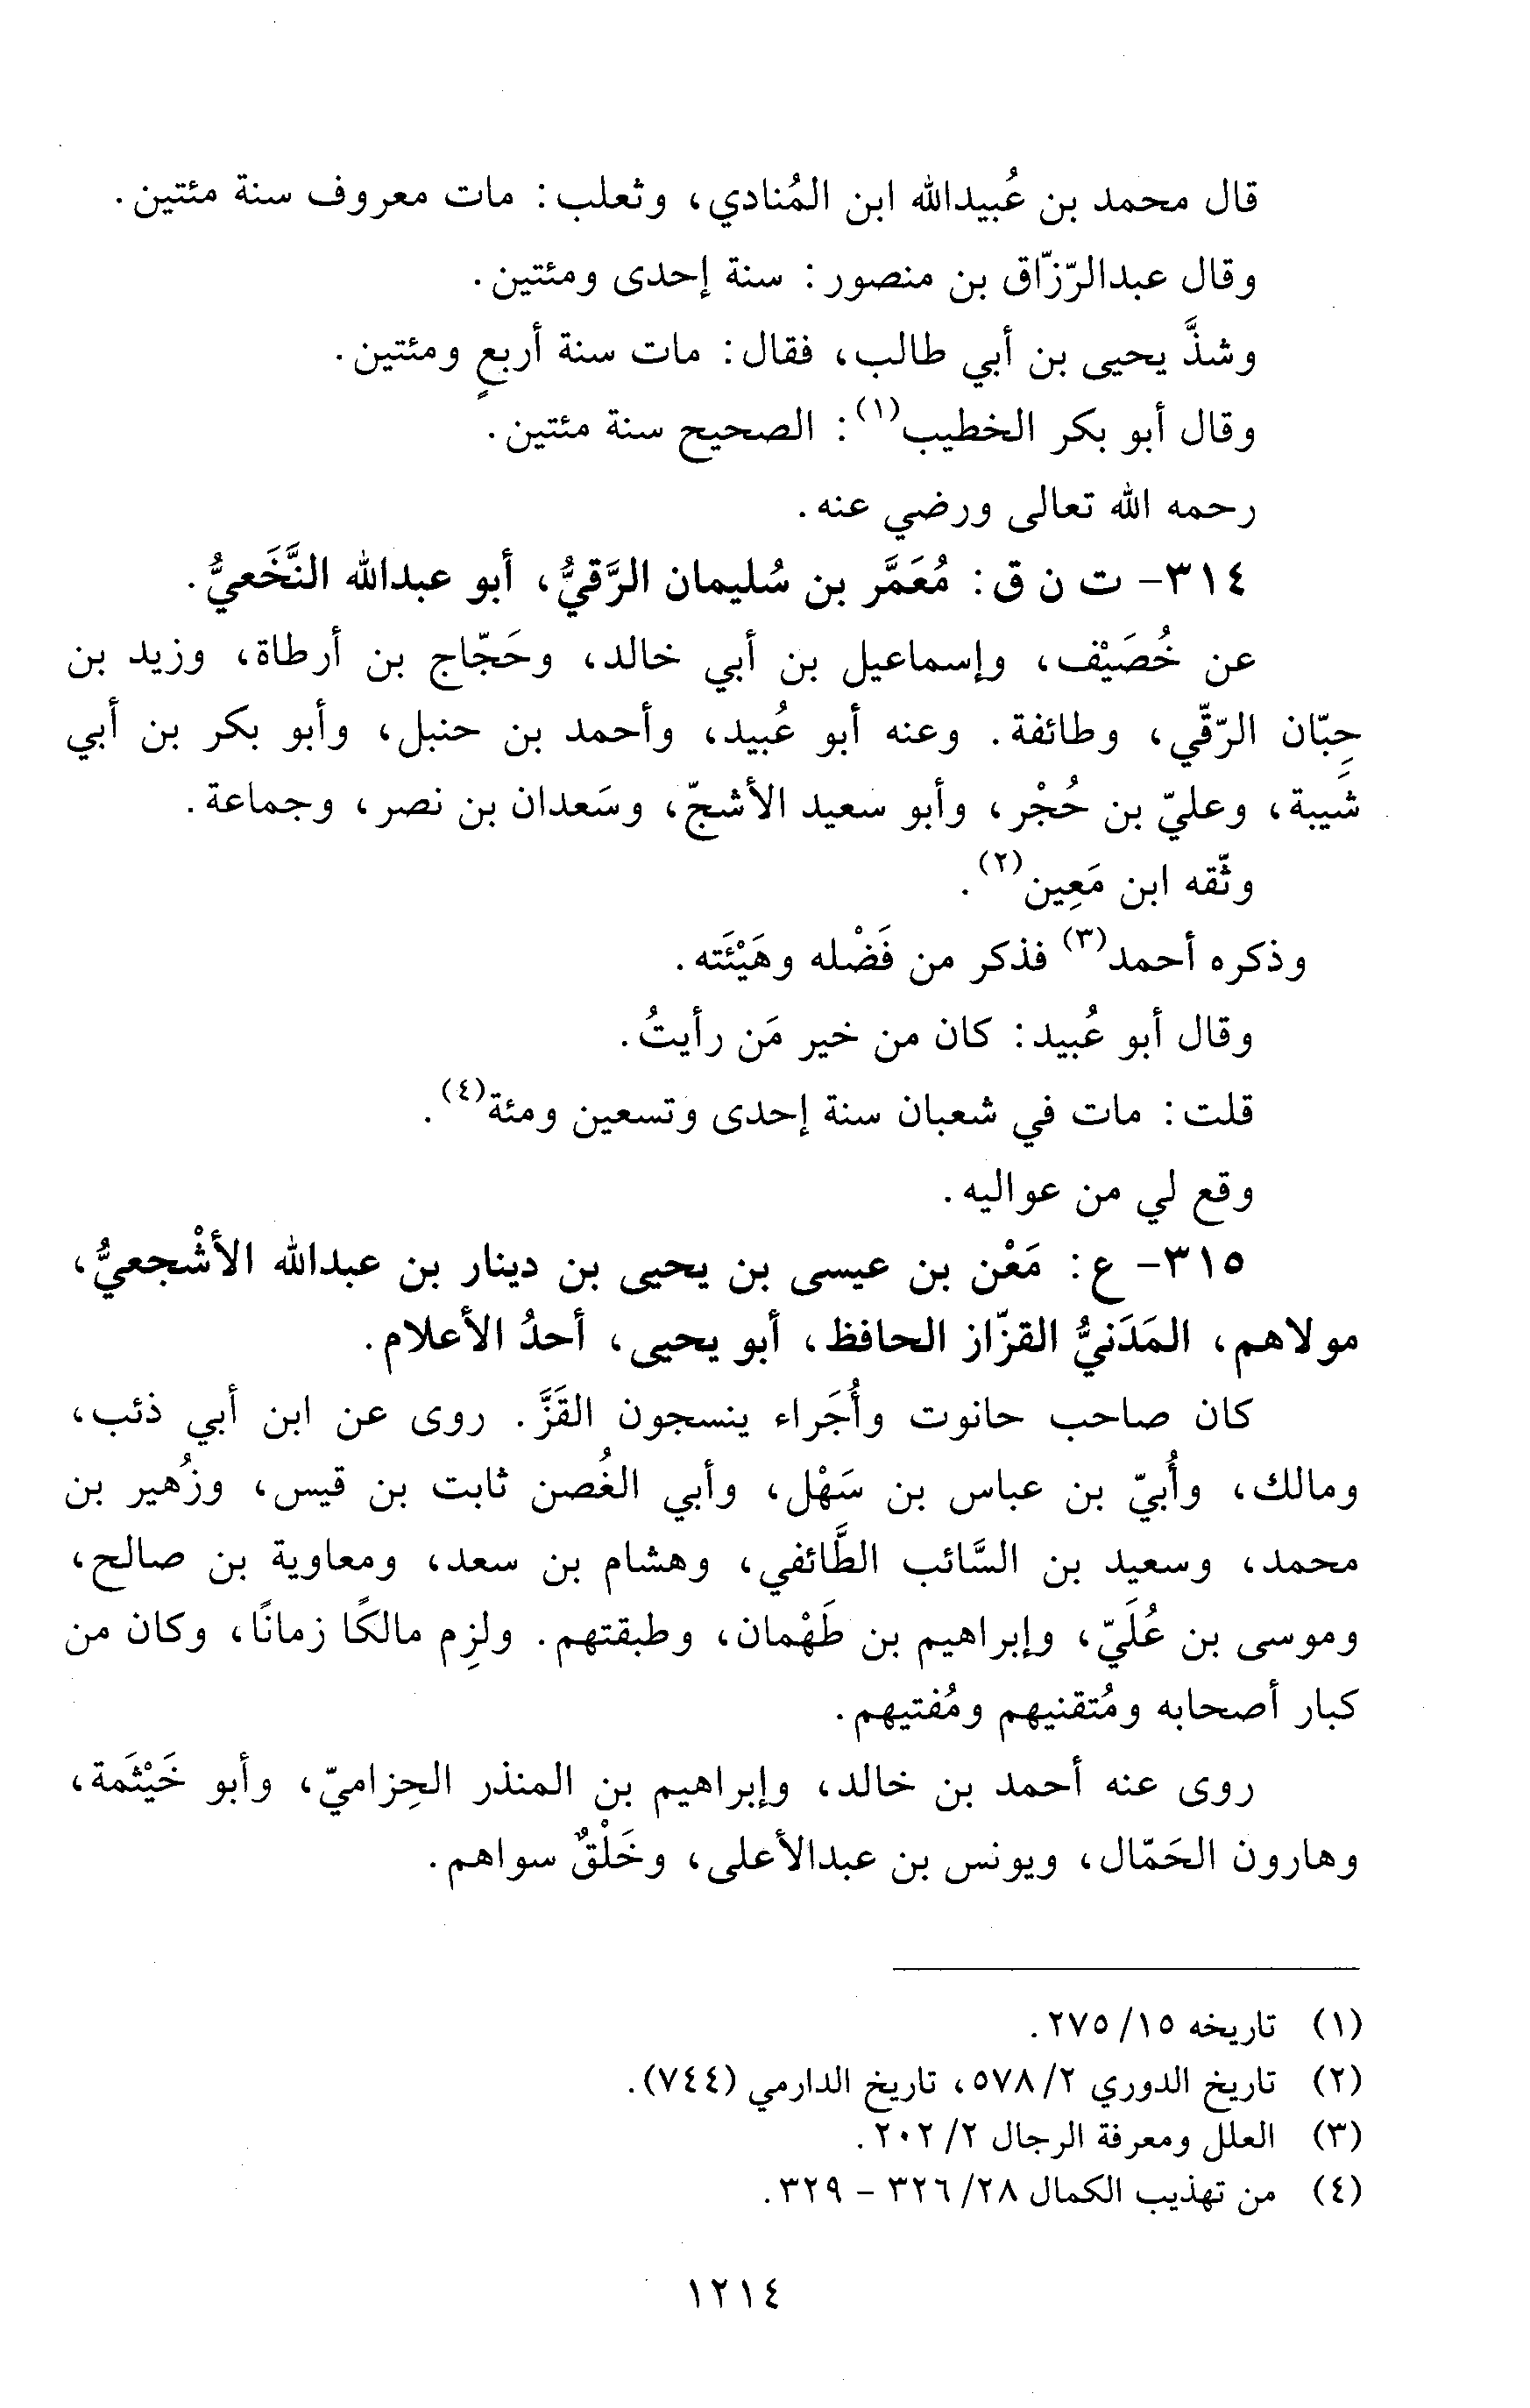 قال محمد بن عُبيدالله ابن المُنادي، وثعلب: مات معروف سنة مئتين.
وقال عبدالرّزّاق بن منصور: سنة إحدى ومئتين.
وشذَّ يحيى بن أبي طالب، فقال: مات سنة أربعٍ ومئتين.
وقال أبو بكر الخطيب(١): الصحيح سنة مئتين.
رحمه الله تعالى ورضي عنه.
٣١٤- ت ن ق: مُعَمَّر بن سُليمان الرَّقيُّ، أبو عبدالله النَّخَعيُّ.
عن خُصَيْف، وإسماعيل بن أبي خالد، وحَجّاج بن أرطاة، وزيد بن
حِبّان الرّقّي، وطائفة. وعنه أبو عُبيد، وأحمد بن حنبل، وأبو بكر بن أبي
شَيبة، وعليّ بن حُجْر، وأبو سعيد الأشجّ، وسَعدان بن نصر، وجماعة.
وثّقه ابن مَعِين(٢).
وذكره أحمد(٣) فذكر من فَضْله وهَيْئَته.
وقال أبو عُبيد: كان من خير مَن رأيتُ.
قلت: مات في شعبان سنة إحدى وتسعين ومئة(٤).
وقع لي من عواليه.
٣١٥- ع: مَعْن بن عيسى بن يحيى بن دينار بن عبدالله الأشْجعيُّ،
مولاهم، المَدَنيُّ القزّاز الحافظ، أبو يحيى، أحدُ الأعلام.
كان صاحب حانوت وأُجَراء ينسجون القَزَّ. روى عن ابن أبي ذئب،
ومالك، وأُبيّ بن عباس بن سَهْل، وأبي الغُصن ثابت بن قيس، وزُهير بن
محمد، وسعيد بن السَّائب الطَّائفي، وهشام بن سعد، ومعاوية بن صالح،
وموسى بن عُلَيّ، وإبراهيم بن طَهْمان، وطبقتهم. ولزِم مالكًا زمانًا، وكان من
كبار أصحابه ومُتقنيهم ومُفتيهم.
روى عنه أحمد بن خالد، وإبراهيم بن المنذر الحِزاميّ، وأبو خَيْثَمة،
وهارون الحَمّال، ويونس بن عبدالأعلى، وخَلْقٌ سواهم.
(١) تاريخه ١٥/ ٢٧٥.
(٢) تاريخ الدوري ٢/ ٥٧٨، تاريخ الدارمي (٧٤٤).
(٣) العلل ومعرفة الرجال ٢/ ٢٠٢.
(٤) من تهذيب الكمال ٢٨/ ٣٢٦ - ٣٢٩.
١٢١٤